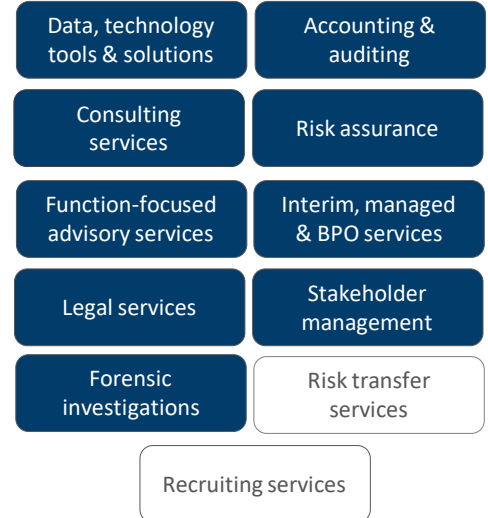 Data, technology
tools & solutions
Accounting &
auditing
Consulting
services
Risk assurance
Function-focused
advisory services
Interim, managed
& BPO services
Legal services
Stakeholder
management
Forensic
investigations
Risk transfer
services
Recruiting services